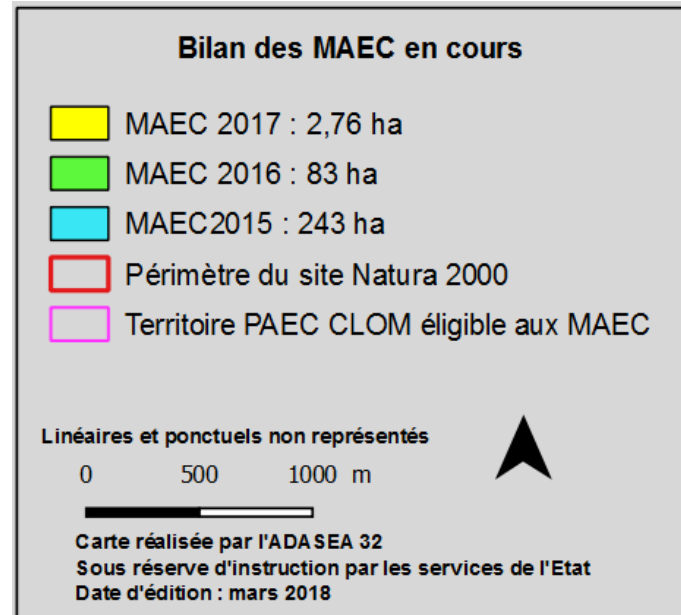 Bilan des MAEC en cours
MAEC 2017 : 2,76 ha
MAEC 2016 : 83 ha
MAEC2015 : 243 ha
Périmètre du site Natura 2000
Territoire PAEC CLOM éligible aux MAEC
Linéaires et ponctuels non représentés
0 500 1000 m
Carte réalisée par l'ADASEA 32
Sous réserve d'instruction par les services de l'Etat
Date d'édition : mars 2018